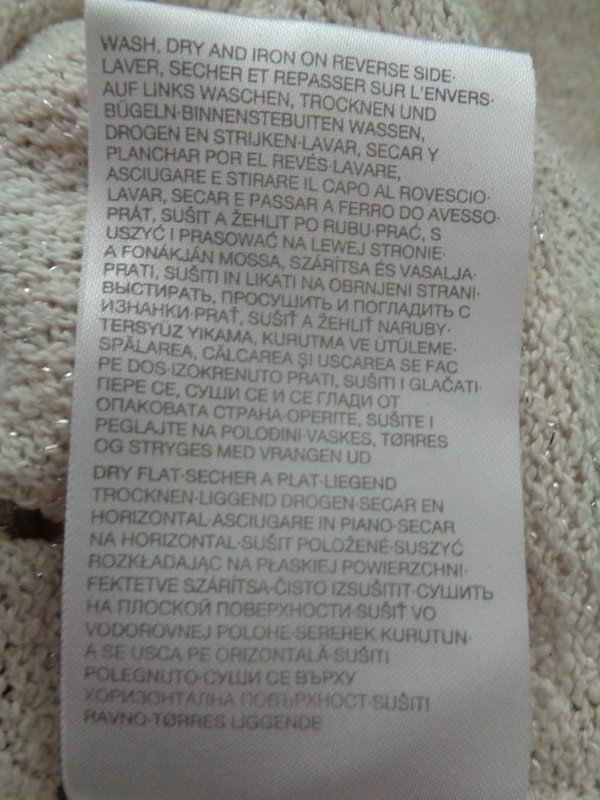 WASH, DRY AND IRON ON REVERSE SIDE·
LAVER, SECHER ET REPASSER SUR L'ENVERS·
AUF LINKS WASCHEN, TROCKNEN UND
BÜGELN·BINNENSTEBUITEN WASSEN,
DROGEN EN STRIJKEN·LAVAR, SECAR Y
PLANCHAR POR EL REVÉS·LAVARE,
ASCIUGARE E STIRARE IL CAPO AL ROVESCIO·
LAVAR, SECAR E PASSAR A FERRO DO AVESSO·
PRÁT, SUŠIT A ŽEHLIT PO RUBU·PRAĆ, S
USZYĆ I PRASOWAĆ NA LEWEJ STRONIE·
A FONÁKJÁN MOSSA, SZÁRÍTSA ÉS VASALJA·
PRATI, SUŠITI IN LIKATI NA OBRNJENI STRANI·
ВЫСТИРАТЬ, ПРОСУШИТЬ И ПОГЛАДИТЬ С
ИЗНАНКИ·PRAŤ, SUŠIŤ A ŽEHLIŤ NARUBY·
TERSYÜZ YIKAMA, KURUTMA VE ÜTÜLEME·
SPĂLAREA, CĂLCAREA ŞI USCAREA SE FAC
PE DOS·IZOKRENUTO PRATI, SUŠITI I GLAČATI·
ПЕРЕ СЕ, СУШИ СЕ И СЕ ГЛАДИ ОТ
ОПАКОВАТА СТРАНА·OPERITE, SUŠITE I
PEGLAJTE NA POLOĐINI·VASKES, TØRRES
OG STRYGES MED VRANGEN UD
DRY FLAT·SECHER A PLAT·LIEGEND
TROCKNEN·LIGGEND DROGEN·SECAR EN
HORIZONTAL·ASCIUGARE IN PIANO·SECAR
NA HORIZONTAL·SUŠIT POLOŽENÉ·SUSZYĆ
ROZKŁADAJĄC NA PŁASKIEJ POWIERZCHNI·
FEKTETVE SZÁRÍTSA·ČISTO IZSUŠITIT·СУШИТЬ
НА ПЛОСКОЙ ПОВЕРХНОСТИ·SUŠIŤ VO
VODOROVNEJ POLOHE·SEREREK KURUTUN·
A SE USCA PE ORIZONTALĂ·SUŠITI
POLEGNUTO·СУШИ СЕ ВЪРХУ
ХОРИЗОНТАЛНА ПОВЪРХНОСТ·SUŠITI
RAVNO·TØRRES LIGGENDE